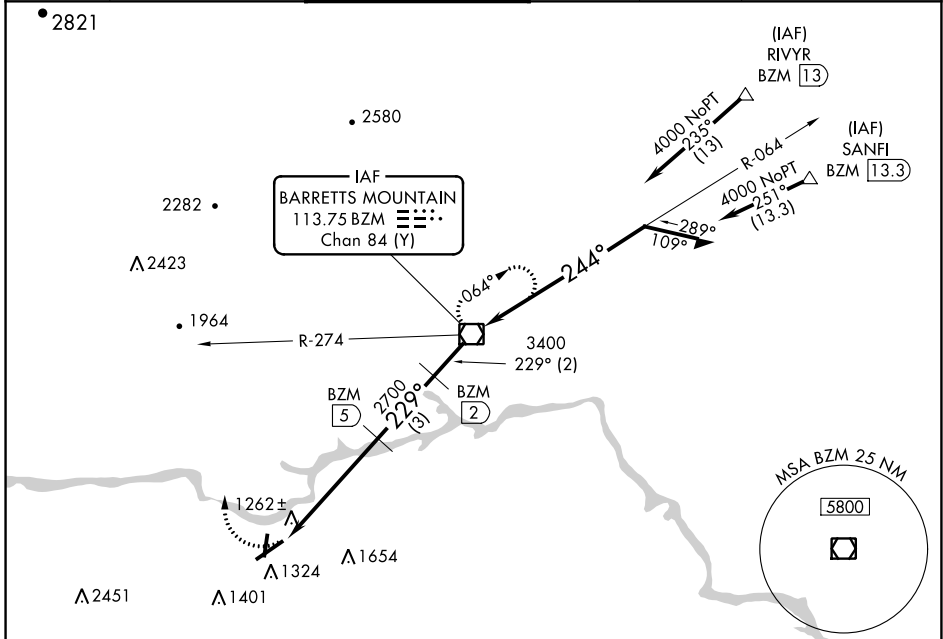 2821
(IAF)
RIVYR
BZM 13
2580
4000 NoPT
235°
(13)
R-064
(IAF)
SANFI
BZM 13.3
4000 NoPT
251°
(13.3)
IAF
BARRETTS MOUNTAIN
113.75 BZM
Chan 84 (Y)
2282
289°
109°
2423
064°
244°
1964
R-274
3400
229° (2)
BZM
5
2700
229°
(3)
BZM
2
MSA BZM 25 NM
5800
1262±
1654
1324
2451
1401